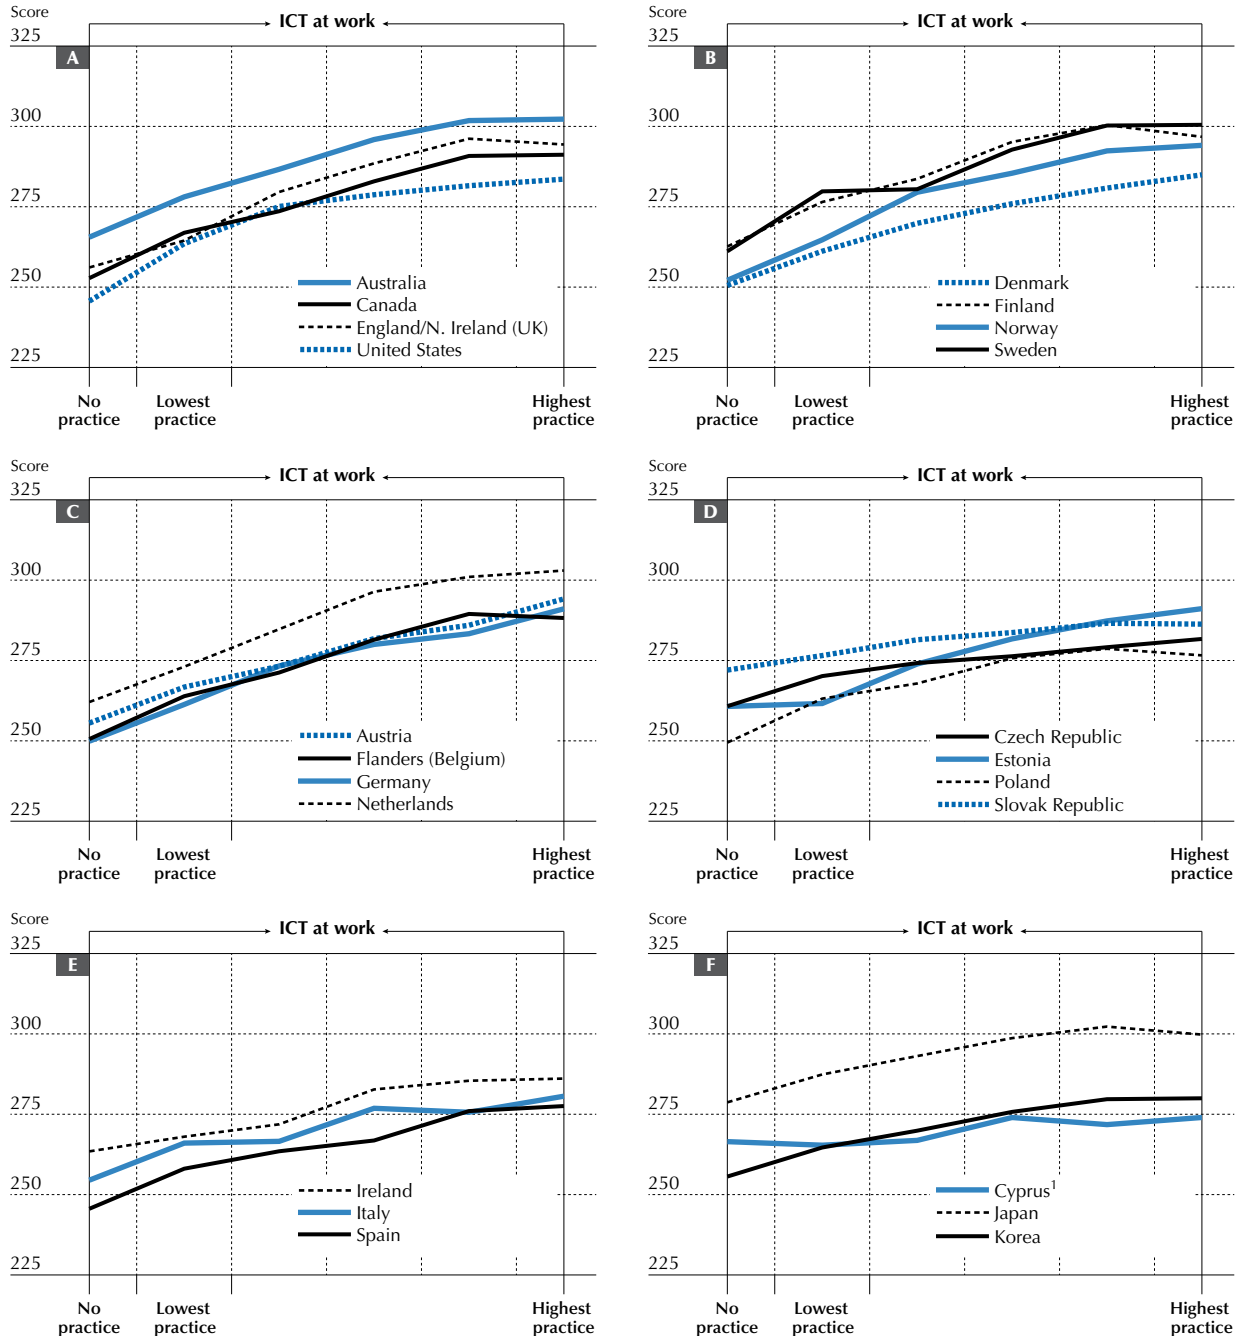 Score
ICT at work
325
A
300
275
250
225
Australia
Canada
England/N. Ireland (UK)
United States
No practice
Lowest practice
Highest practice
Score
ICT at work
325
B
300
275
250
225
Denmark
Finland
Norway
Sweden
No practice
Lowest practice
Highest practice
Score
ICT at work
325
C
300
275
250
225
Austria
Flanders (Belgium)
Germany
Netherlands
No practice
Lowest practice
Highest practice
Score
ICT at work
325
D
300
275
250
225
Czech Republic
Estonia
Poland
Slovak Republic
No practice
Lowest practice
Highest practice
Score
ICT at work
325
E
300
275
250
225
Ireland
Italy
Spain
No practice
Lowest practice
Highest practice
Score
ICT at work
325
F
300
275
250
225
Cyprus¹
Japan
Korea
No practice
Lowest practice
Highest practice